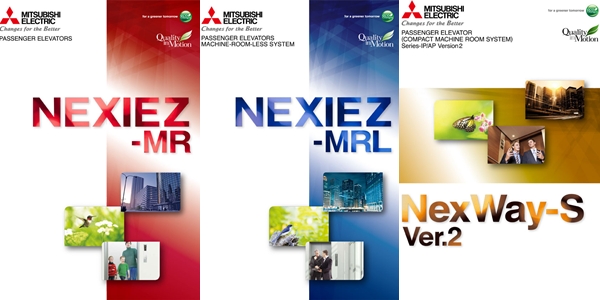 MITSUBISHI
ELECTRIC
Changes for the Better
PASSENGER ELEVATORS
for a greener tomorrow
Quality
in Motion
NEXIEZ
-MR
MITSUBISHI
ELECTRIC
Changes for the Better
PASSENGER ELEVATORS
MACHINE-ROOM-LESS SYSTEM
for a greener tomorrow
Quality
in Motion
NEXIEZ
-MRL
MITSUBISHI
ELECTRIC
Changes for the Better
PASSENGER ELEVATOR
(COMPACT MACHINE ROOM SYSTEM)
Series-IP/AP Version2
for a greener tomorrow
Quality
in Motion
NexWay-S
Ver.2